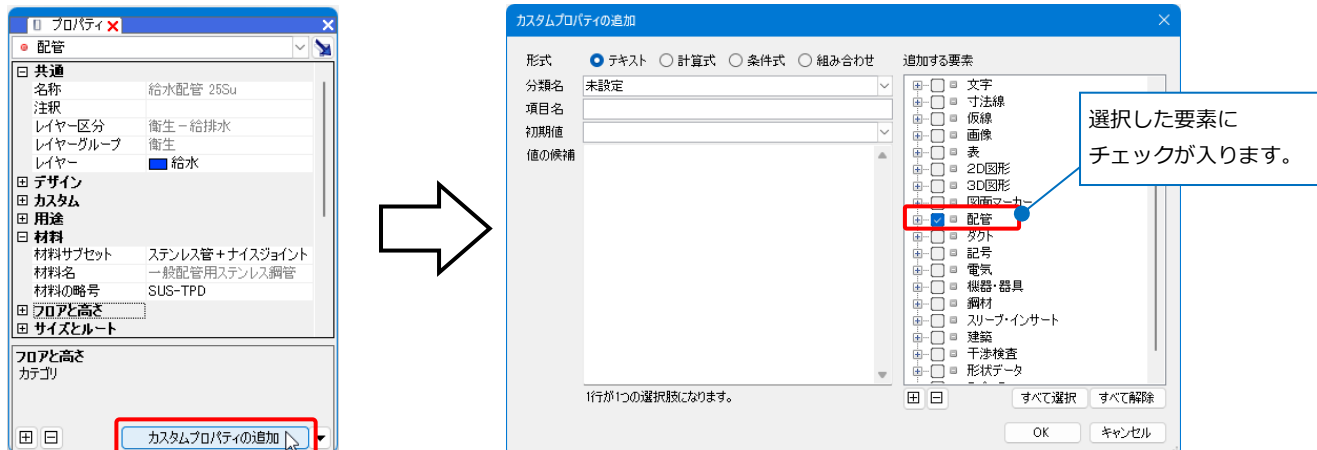 プロパティ
配管
共通
名称 給水配管 25Su
注釈
レイヤー区分 衛生－給排水
レイヤーグループ 衛生
レイヤー 給水
デザイン
カスタム
用途
材料
材料サブセット ステンレス管＋ナイスジョイント
材料名 一般配管用ステンレス鋼管
材料の略号 SUS-TPD
フロアと高さ
サイズとルート
フロアと高さ
カテゴリ
カスタムプロパティの追加
カスタムプロパティの追加
形式 テキスト 計算式 条件式 組み合わせ
分類名 未設定
項目名
初期値
値の候補
1行が1つの選択肢になります。
追加する要素
文字
寸法線
仮線
画像
表
2D図形
3D図形
図面マーカー
配管
ダクト
記号
電気
機器・器具
鋼材
スリーブ・インサート
建築
干渉検査
形状データ
すべて選択 すべて解除
OK キャンセル
選択した要素に
チェックが入ります。